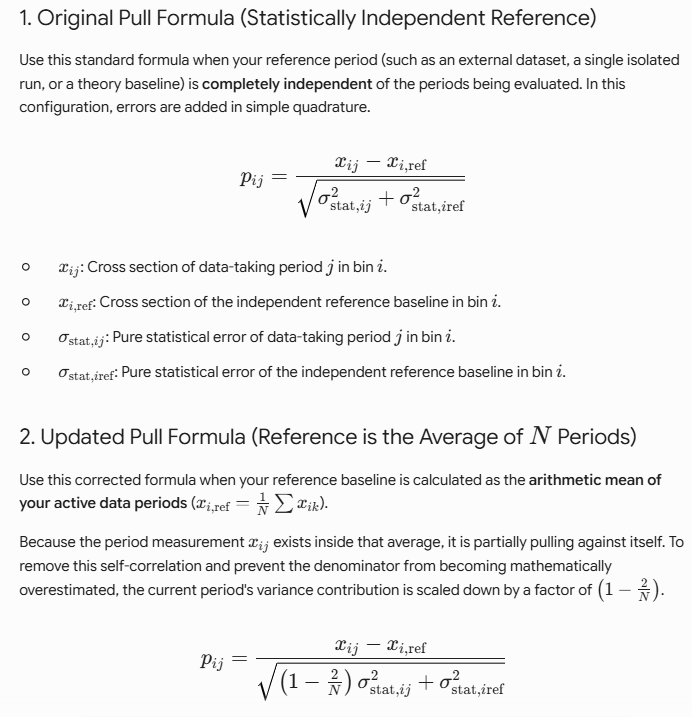 1. Original Pull Formula (Statistically Independent Reference)
Use this standard formula when your reference period (such as an external dataset, a single isolated
run, or a theory baseline) is completely independent of the periods being evaluated. In this
configuration, errors are added in simple quadrature.
p_{ij} = \frac{x_{ij} - x_{i,\text{ref}}}{\sqrt{\sigma^2_{\text{stat},ij} + \sigma^2_{\text{stat},i\text{ref}}}}
○ x_{ij}: Cross section of data-taking period j in bin i.
○ x_{i,\text{ref}}: Cross section of the independent reference baseline in bin i.
○ \sigma_{\text{stat},ij}: Pure statistical error of data-taking period j in bin i.
○ \sigma_{\text{stat},i\text{ref}}: Pure statistical error of the independent reference baseline in bin i.
2. Updated Pull Formula (Reference is the Average of N Periods)
Use this corrected formula when your reference baseline is calculated as the arithmetic mean of
your active data periods (x_{i,\text{ref}} = \frac{1}{N} \sum x_{ik}).
Because the period measurement x_{ij} exists inside that average, it is partially pulling against itself. To
remove this self-correlation and prevent the denominator from becoming mathematically
overestimated, the current period's variance contribution is scaled down by a factor of (1 - \frac{2}{N}).
p_{ij} = \frac{x_{ij} - x_{i,\text{ref}}}{\sqrt{(1 - \frac{2}{N}) \sigma^2_{\text{stat},ij} + \sigma^2_{\text{stat},i\text{ref}}}}